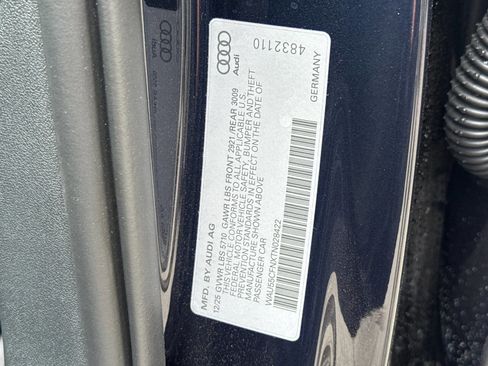 MFD. BY AUDI AG
12/25 GVWR LBS 5710 GAWR LBS FRONT 2921 /REAR 3009
THIS VEHICLE CONFORMS TO ALL APPLICABLE U.S.
FEDERAL MOTOR VEHICLE SAFETY, BUMPER AND THEFT
PREVENTION STANDARDS IN EFFECT ON THE DATE OF
MANUFACTURE SHOWN ABOVE
PASSENGER CAR
Audi
4832110
WAU55CFUXTN028422
GERMANY